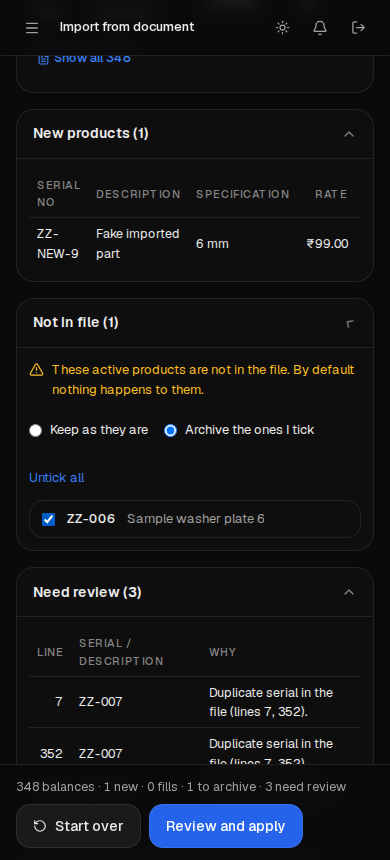 Import from document
Show all 348
New products (1)
SERIAL NO DESCRIPTION SPECIFICATION RATE
ZZ-NEW-9 Fake imported part 6 mm ₹99.00
Not in file (1)
These active products are not in the file. By default
nothing happens to them.
Keep as they are Archive the ones I tick
Untick all
ZZ-006 Sample washer plate 6
Need review (3)
LINE SERIAL / DESCRIPTION WHY
7 ZZ-007 Duplicate serial in the file (lines 7, 352).
352 ZZ-007 Duplicate serial in the file (lines 7, 352).
348 balances · 1 new · 0 fills · 1 to archive · 3 need review
Start over Review and apply